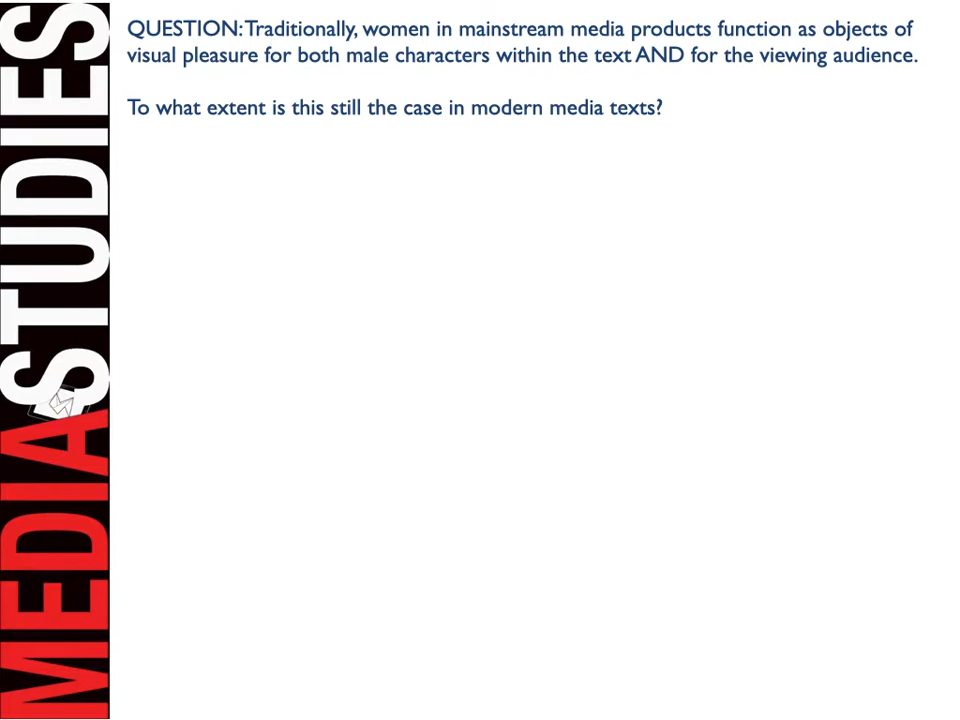 MEDIASTUDIES
QUESTION: Traditionally, women in mainstream media products function as objects of
visual pleasure for both male characters within the text AND for the viewing audience.
To what extent is this still the case in modern media texts?